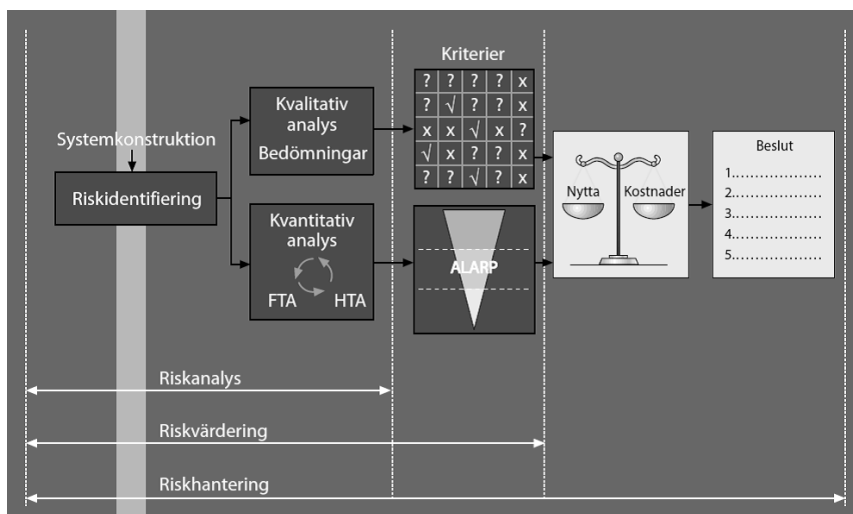 Systemkonstruktion
Riskidentifiering
Kvalitativ
analys
Bedömningar
Kvantitativ
analys
FTA HTA
Kriterier
? ? ? ? x
? √ ? ? x
x x √ x ?
√ x ? ? x
? ? √ ? x
ALARP
Nytta Kostnader
Beslut
1....................
2....................
3....................
4....................
5....................
Riskanalys
Riskvärdering
Riskhantering